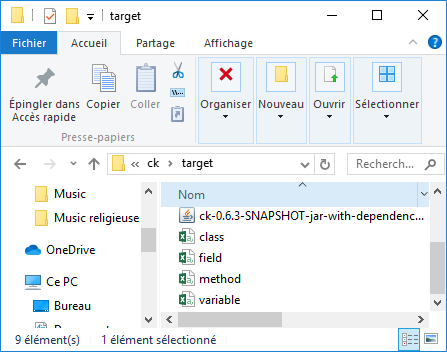 target
Fichier Accueil Partage Affichage
Épingler dans Accès rapide
Copier
Coller
Organiser
Nouveau
Ouvrir
Sélectionner
Presse-papiers
« ck > target
Recherch...
Music
Music religieuse
OneDrive
Ce PC
Bureau
Nom
ck-0.6.3-SNAPSHOT-jar-with-dependenc...
class
field
method
variable
9 élément(s) 1 élément sélectionné